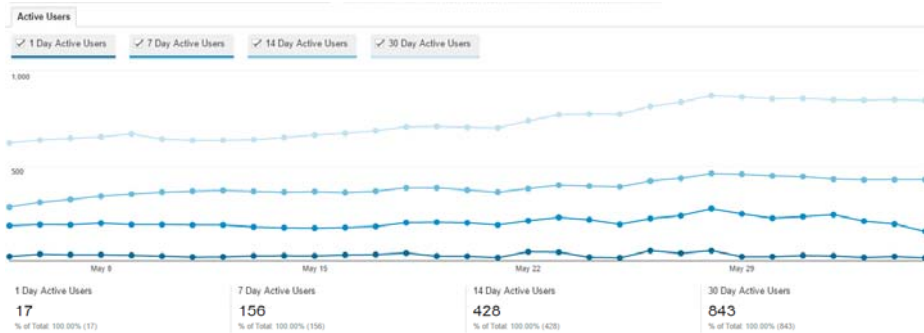 Active Users
1 Day Active Users 7 Day Active Users 14 Day Active Users 30 Day Active Users
1,000
500
May 8 May 15 May 22 May 29
1 Day Active Users 7 Day Active Users 14 Day Active Users 30 Day Active Users
17 156 428 843
% of Total: 100.00% (17) % of Total: 100.00% (156) % of Total: 100.00% (428) % of Total: 100.00% (843)